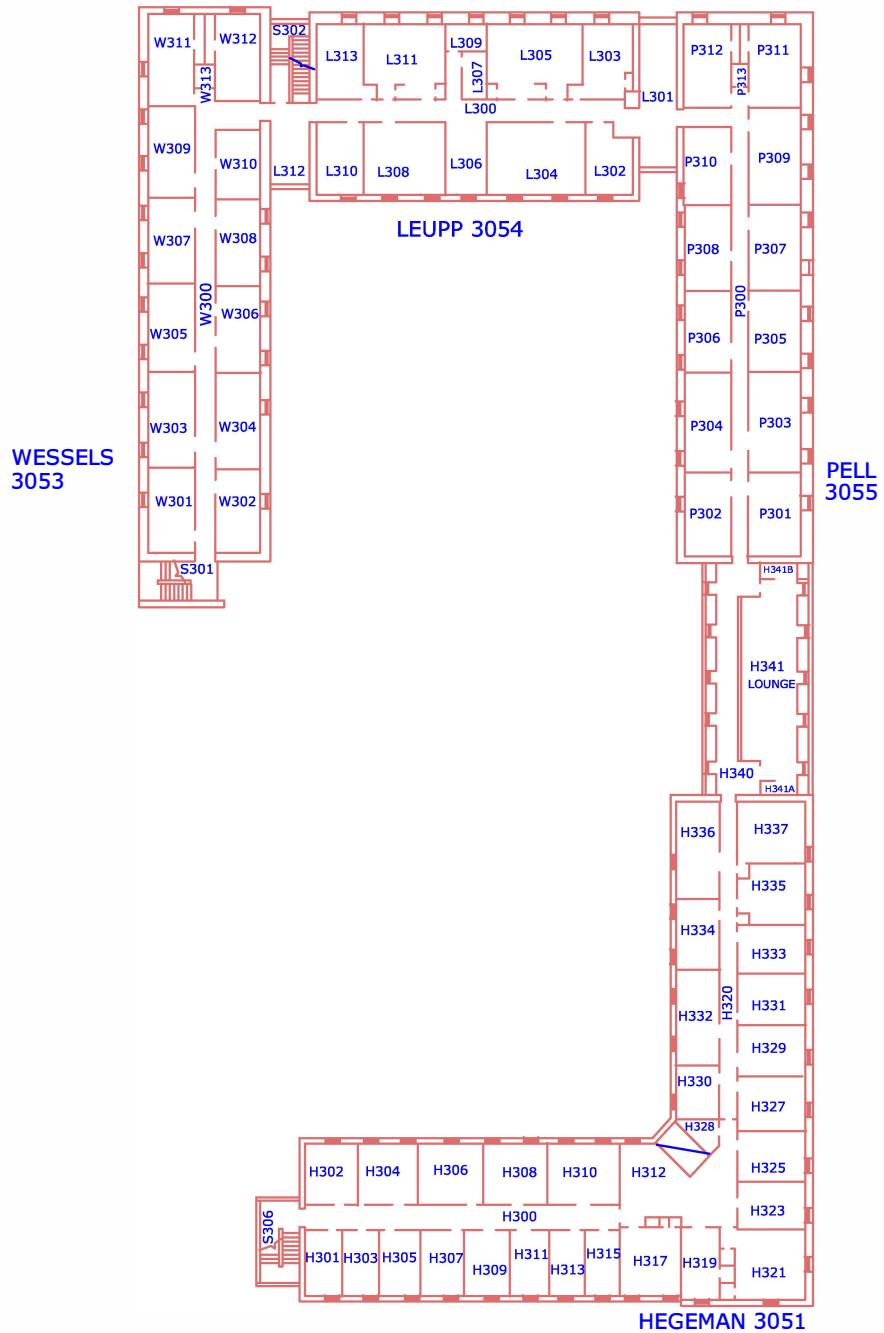 S302
W311
W312
L313
L311
L309
L305
L303
P312
P311
W313
L307
P313
L301
L300
W309
W310
L312
L310
L308
L306
L304
L302
P310
P309
LEUPP 3054
W307
W308
P308
P307
W300
P300
W305
W306
P306
P305
W303
W304
P304
P303
WESSELS
3053
PELL
3055
W301
W302
P302
P301
S301
H341B
H341
LOUNGE
H340
H341A
H336
H337
H335
H334
H333
H320
H332
H331
H329
H330
H327
H328
H302
H304
H306
H308
H310
H312
H325
H323
S306
H300
H301
H303
H305
H307
H309
H311
H313
H315
H317
H319
H321
HEGEMAN 3051